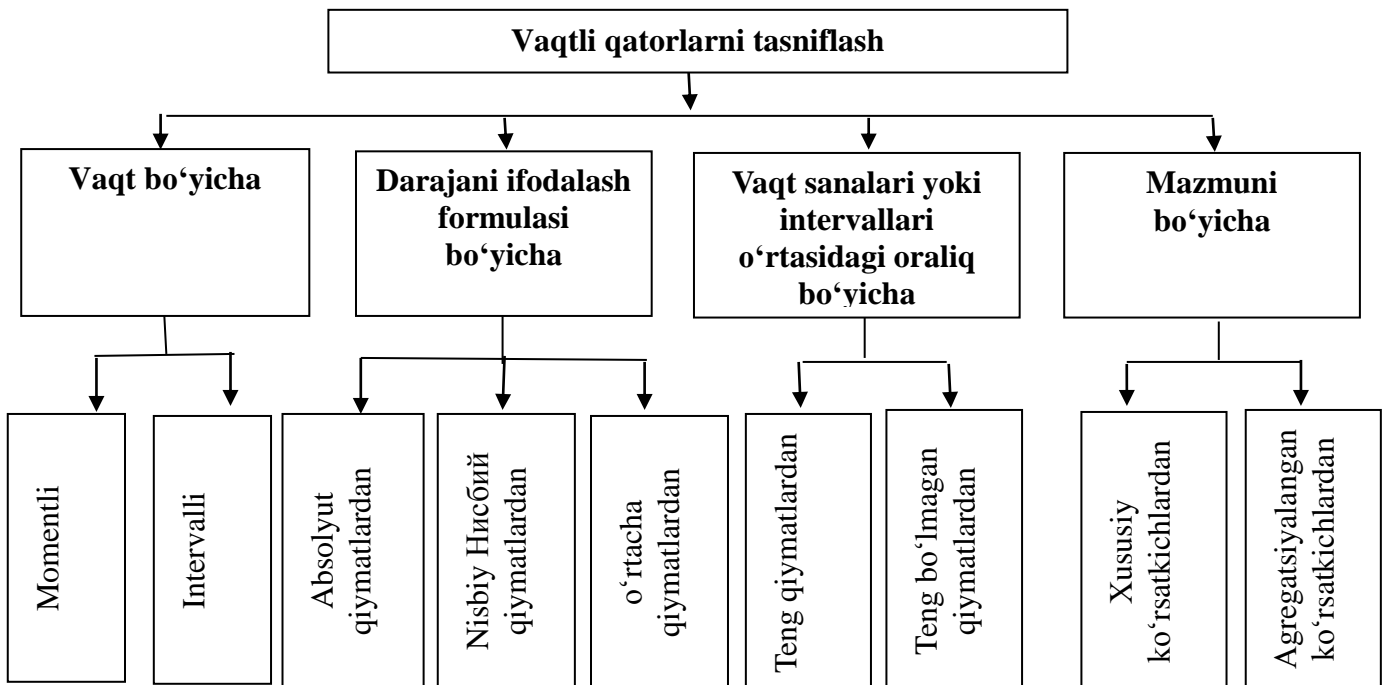 Vaqtli qatorlarni tasniflash
Vaqt bo‘yicha
Darajani ifodalash
formulasi
bo‘yicha
Vaqt sanalari yoki
intervallari
o‘rtasidagi oraliq
bo‘yicha
Mazmuni
bo‘yicha
Momentli
Intervalli
Absolyut
qiymatlardan
Nisbiy Нисбий
qiymatlardan
o‘rtacha
qiymatlardan
Teng qiymatlardan
Teng bo‘lmagan
qiymatlardan
Xususiy
ko‘rsatkichlardan
Agregatsiyalangan
ko‘rsatkichlardan